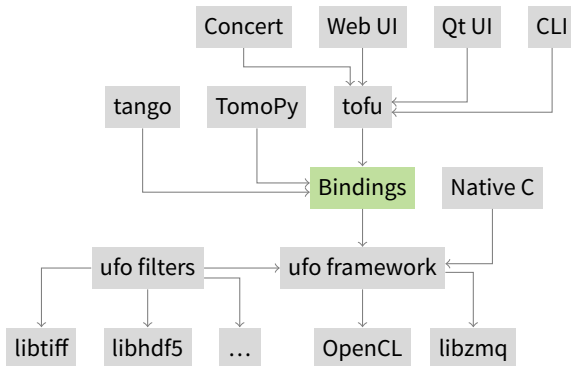 Concert
Web UI
Qt UI
CLI
tango
TomoPy
tofu
Bindings
Native C
ufo filters
ufo framework
libtiff
libhdf5
…
OpenCL
libzmq